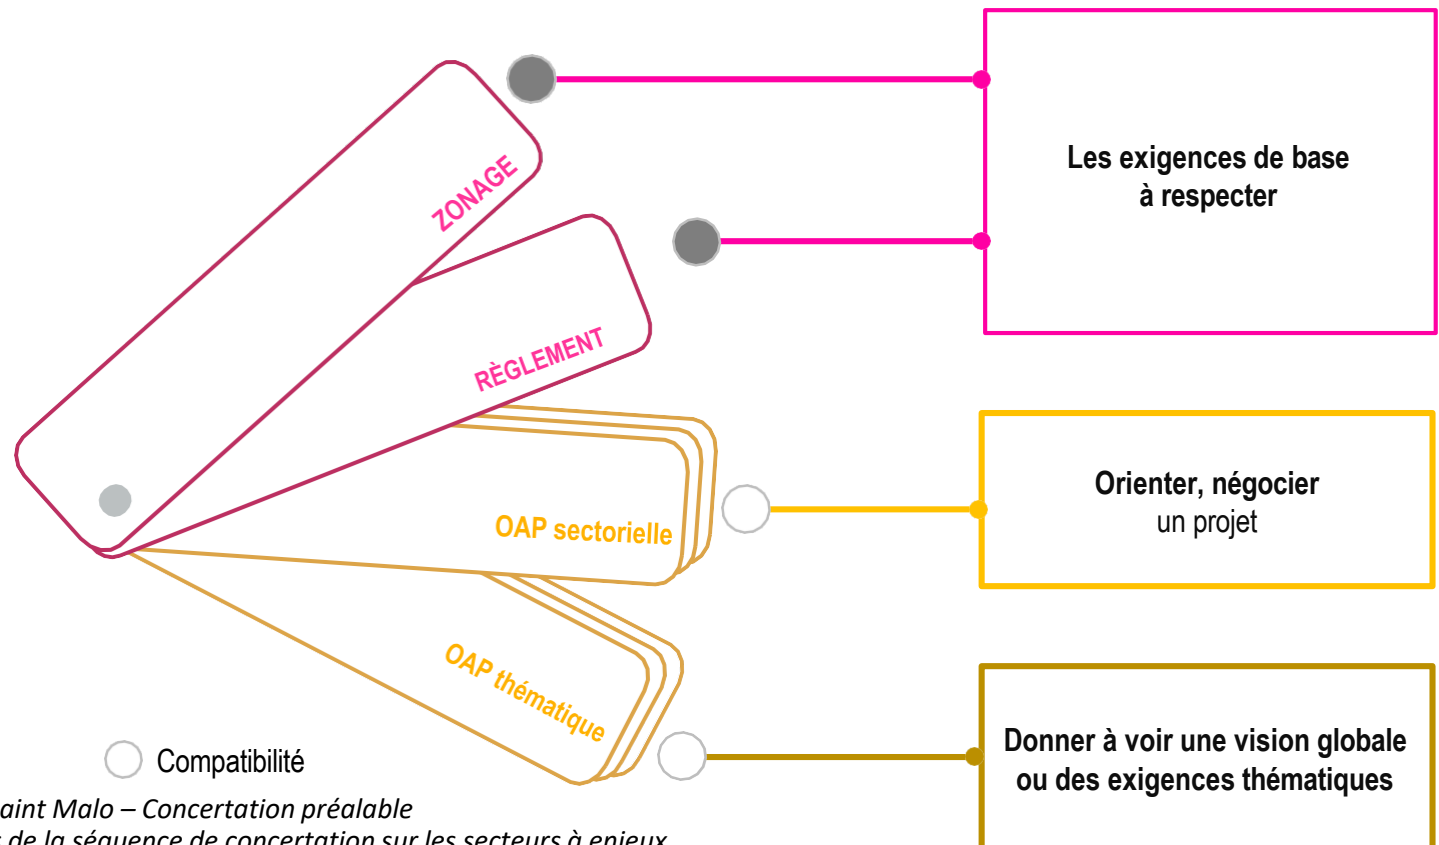 ZONAGE
Les exigences de base
à respecter
RÈGLEMENT
OAP sectorielle
Orienter, négocier
un projet
OAP thématique
Donner à voir une vision globale
ou des exigences thématiques
Compatibilité
aint Malo – Concertation préalable
de la séquence de concertation sur les secteurs à enjeux